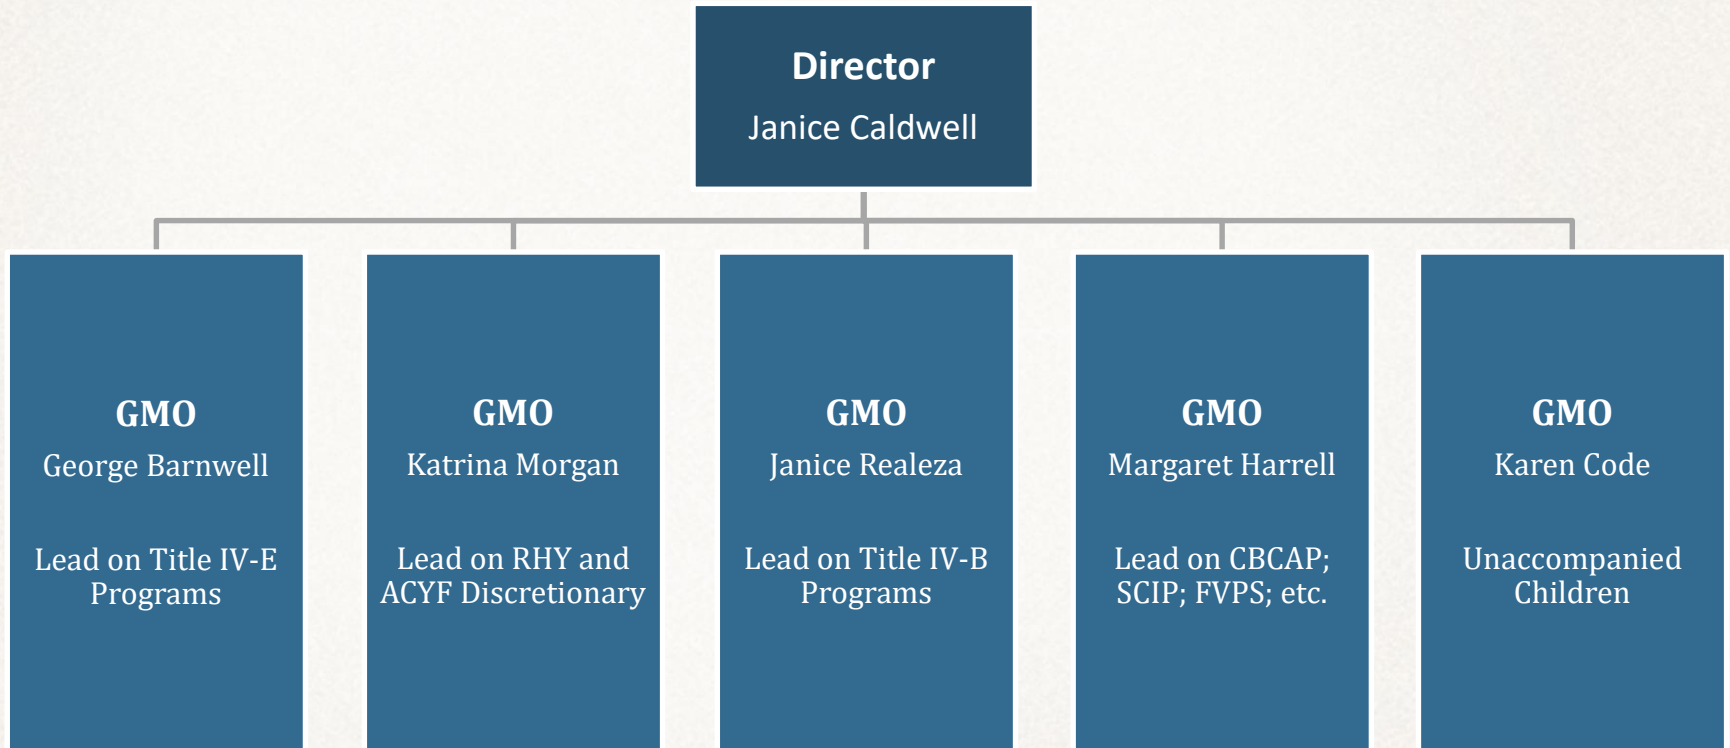 Director
Janice Caldwell
GMO
George Barnwell
Lead on Title IV-E
Programs
GMO
Katrina Morgan
Lead on RHY and
ACYF Discretionary
GMO
Janice Realeza
Lead on Title IV-B
Programs
GMO
Margaret Harrell
Lead on CBCAP;
SCIP; FVPS; etc.
GMO
Karen Code
Unaccompanied
Children